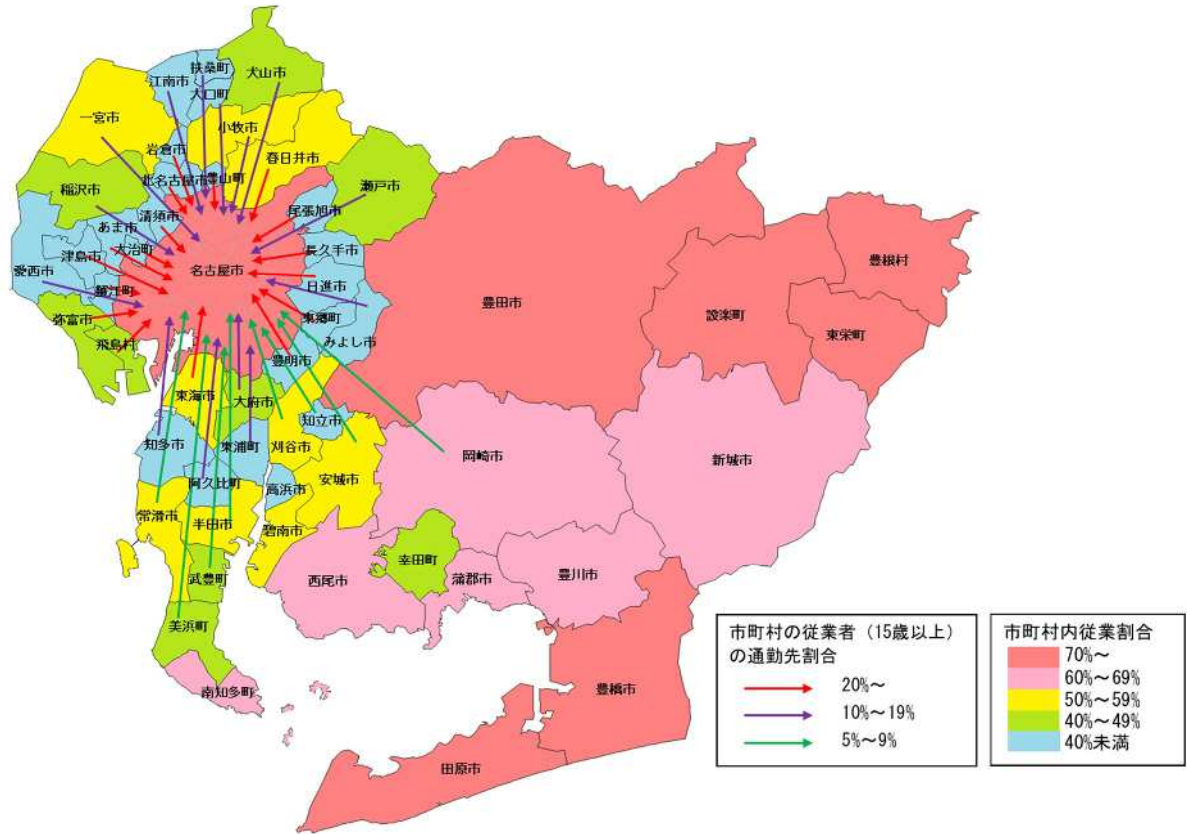 扶桑町
犬山市
江南市
大口町
一宮市
小牧市
岩倉市
春日井市
北名古屋市
豊山町
瀬戸市
稲沢市
清須市
尾張旭市
あま市
大治町
長久手市
津島市
名古屋市
愛西市
日進市
蟹江町
弥富市
東郷町
みよし市
飛島村
豊明市
豊田市
豊根村
設楽町
東栄町
東海市
大府市
知立市
知多市
東浦町
刈谷市
岡崎市
新城市
阿久比町
高浜市
安城市
常滑市
半田市
碧南市
武豊町
西尾市
幸田町
蒲郡市
豊川市
美浜町
南知多町
豊橋市
田原市
市町村の従業者（15歳以上）
の通勤先割合
20%～
10%～19%
5%～9%
市町村内従業割合
70%～
60%～69%
50%～59%
40%～49%
40%未満